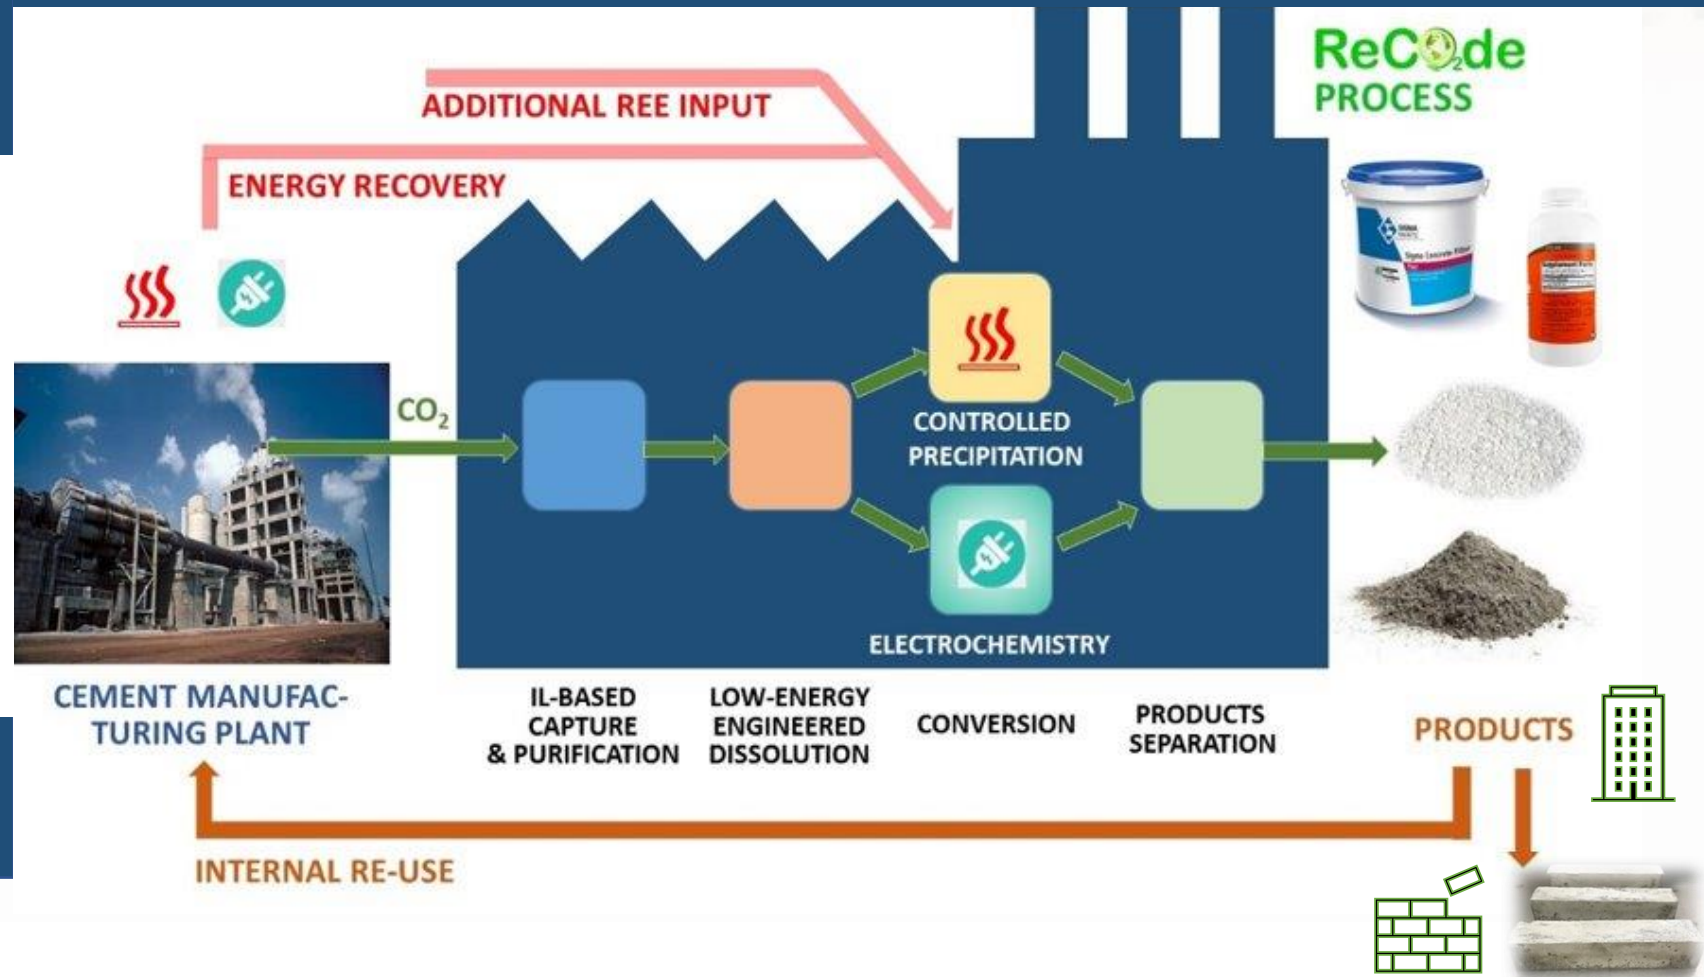 ReCO₂de
PROCESS
ADDITIONAL REE INPUT
ENERGY RECOVERY
CO₂
CONTROLLED
PRECIPITATION
ELECTROCHEMISTRY
CEMENT MANUFAC-
TURING PLANT
IL-BASED
CAPTURE
& PURIFICATION
LOW-ENERGY
ENGINEERED
DISSOLUTION
CONVERSION
PRODUCTS
SEPARATION
PRODUCTS
INTERNAL RE-USE